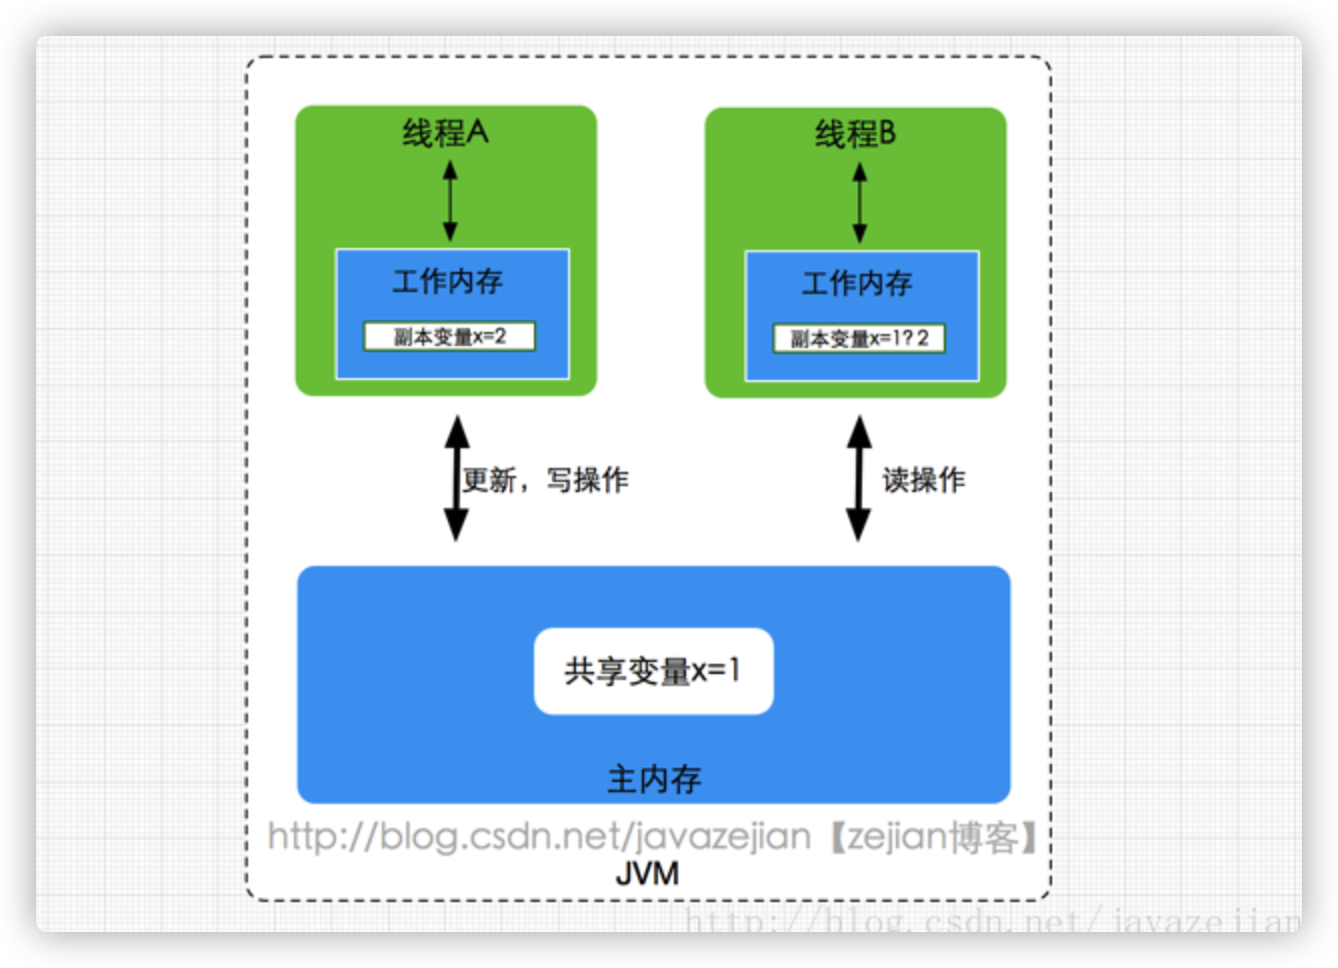 线程A
线程B
工作内存
工作内存
副本变量x=2
副本变量x=1?2
更新，写操作
读操作
共享变量x=1
主内存
http://blog.csdn.net/javazejian【zejian博客】
JVM
http://blog.csdn.net/javazejian